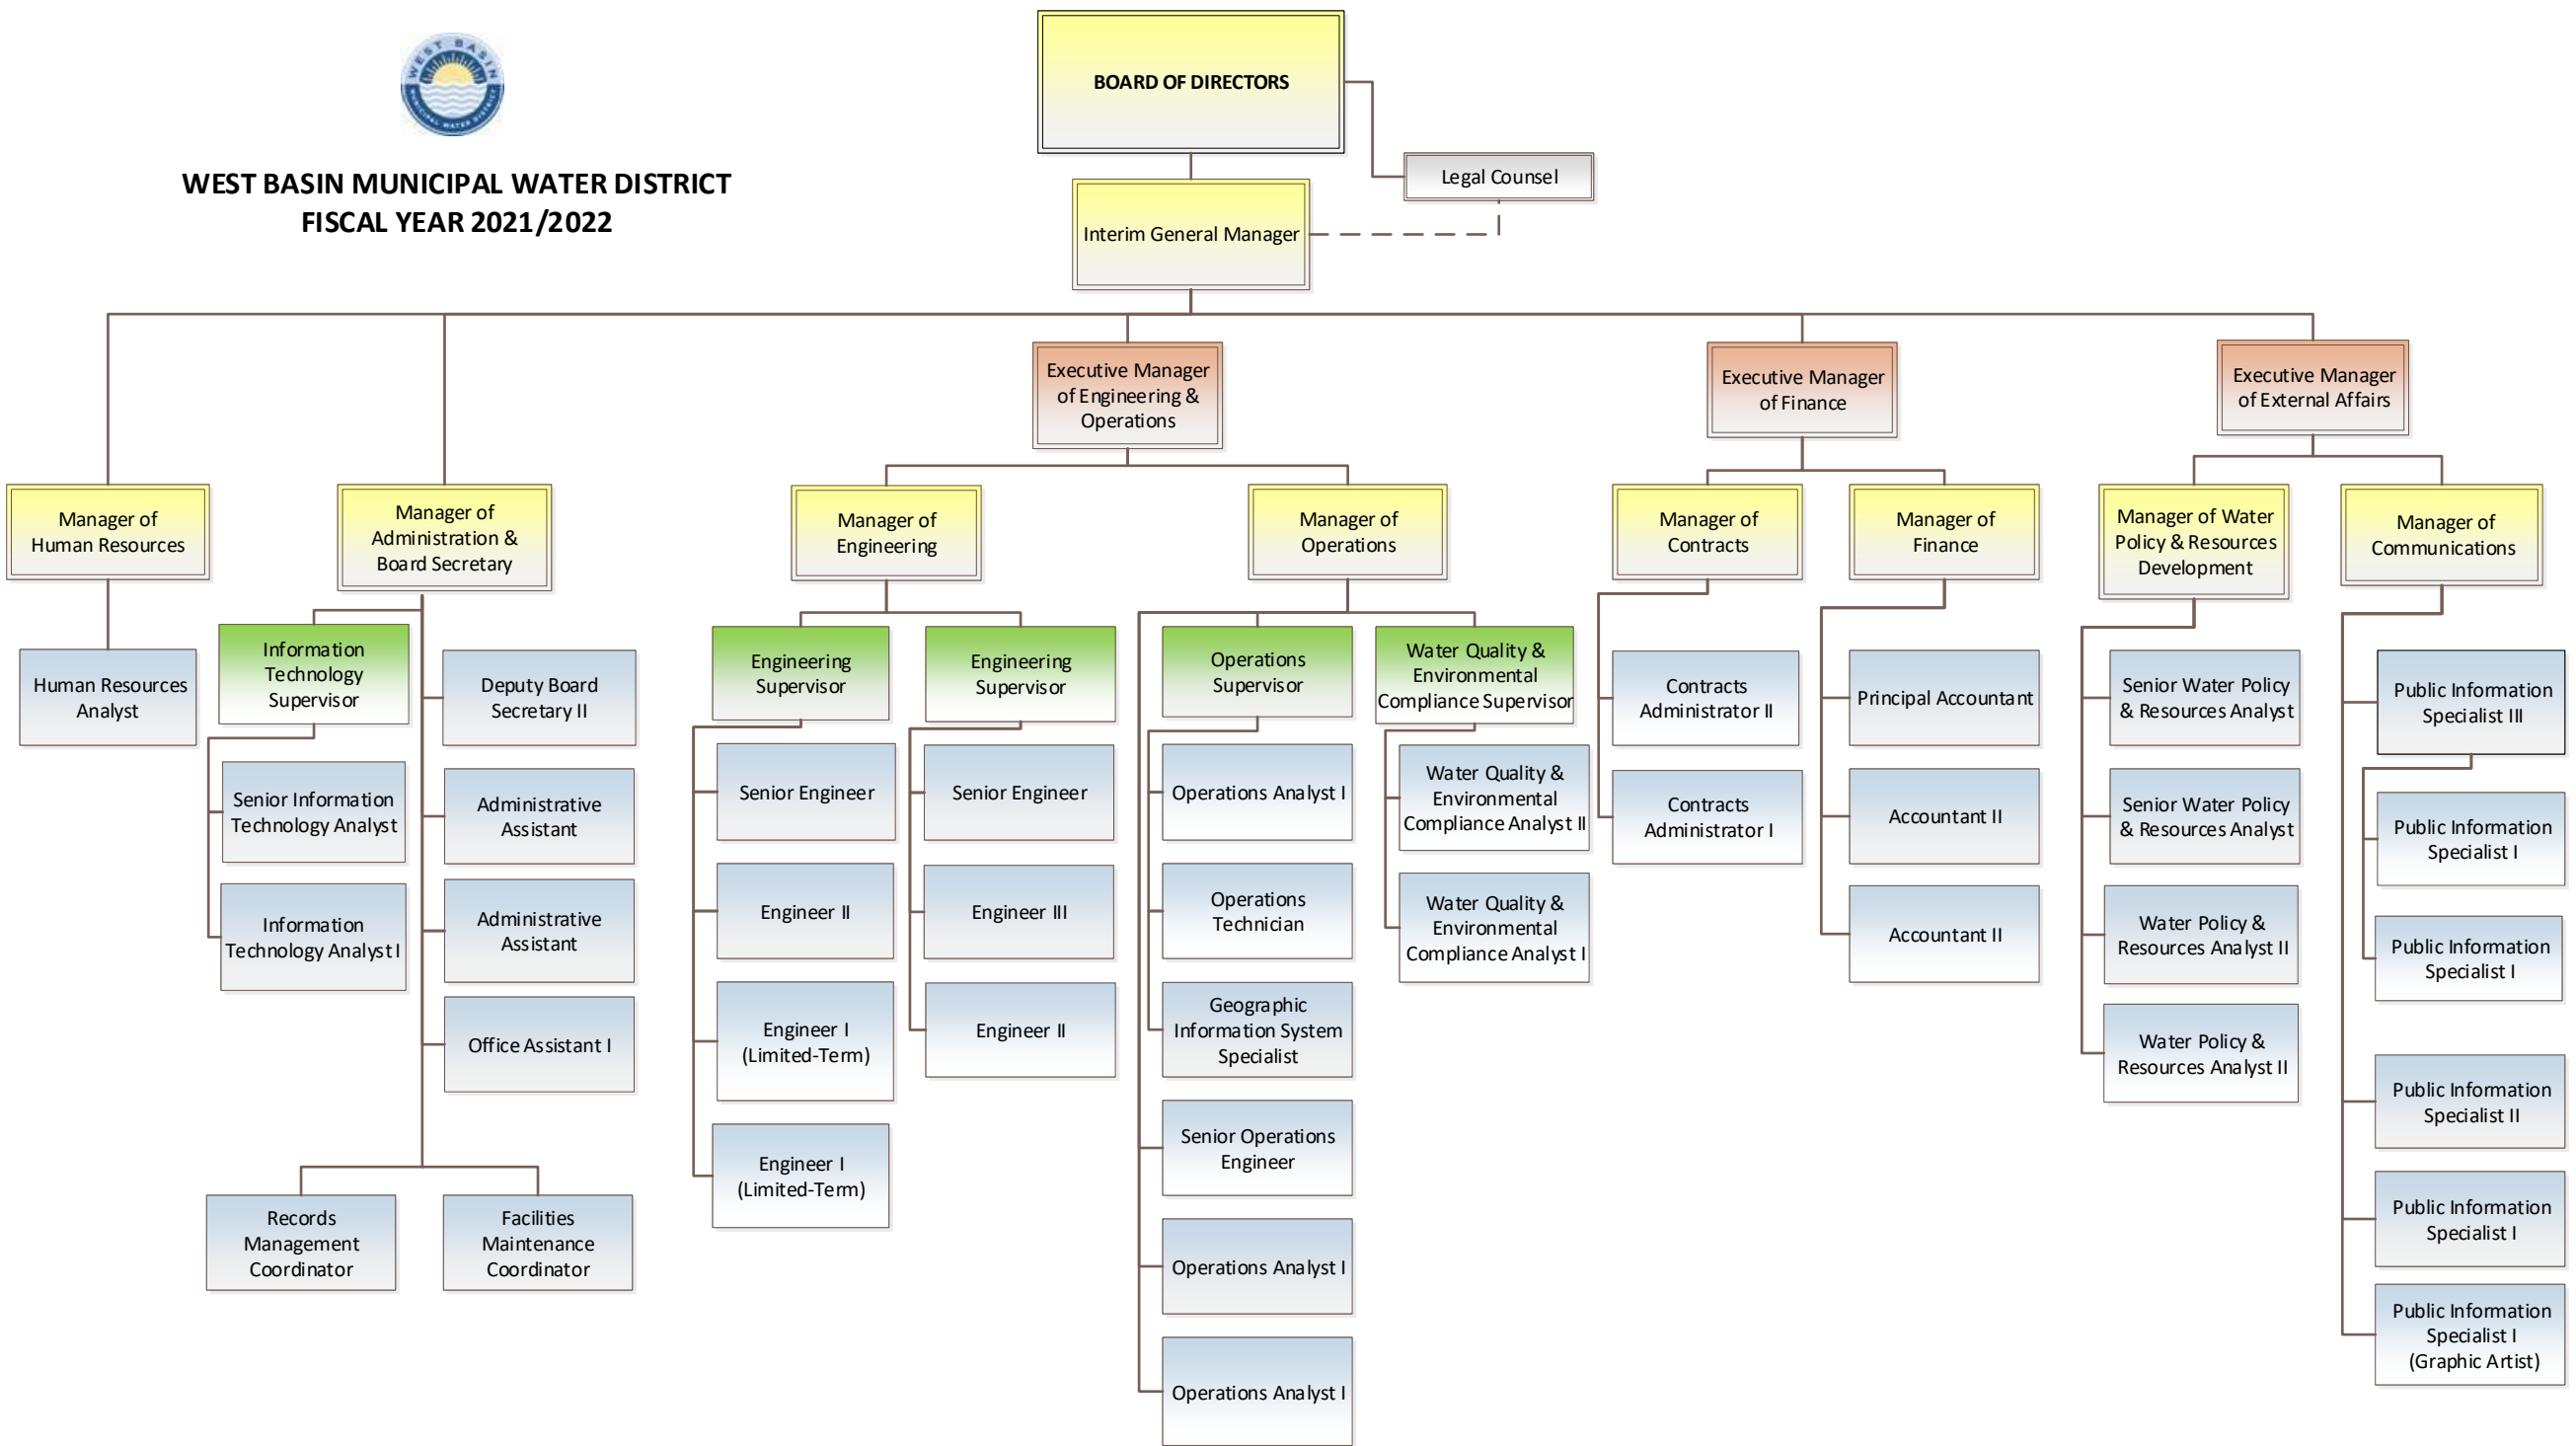 WEST BASIN
MUNICIPAL WATER DISTRICT
WEST BASIN MUNICIPAL WATER DISTRICT
FISCAL YEAR 2021/2022
BOARD OF DIRECTORS
Legal Counsel
Interim General Manager
Executive Manager
of Engineering &
Operations
Executive Manager
of Finance
Executive Manager
of External Affairs
Manager of
Human Resources
Manager of
Administration &
Board Secretary
Manager of
Engineering
Manager of
Operations
Manager of
Contracts
Manager of
Finance
Manager of Water
Policy & Resources
Development
Manager of
Communications
Human Resources
Analyst
Information
Technology
Supervisor
Senior Information
Technology Analyst
Information
Technology Analyst I
Deputy Board
Secretary II
Administrative
Assistant
Administrative
Assistant
Office Assistant I
Records
Management
Coordinator
Facilities
Maintenance
Coordinator
Engineering
Supervisor
Senior Engineer
Engineer II
Engineer I
(Limited-Term)
Engineer I
(Limited-Term)
Engineering
Supervisor
Senior Engineer
Engineer III
Engineer II
Operations
Supervisor
Operations Analyst I
Operations
Technician
Geographic
Information System
Specialist
Senior Operations
Engineer
Operations Analyst I
Operations Analyst I
Water Quality &
Environmental
Compliance Supervisor
Water Quality &
Environmental
Compliance Analyst II
Water Quality &
Environmental
Compliance Analyst I
Contracts
Administrator II
Contracts
Administrator I
Principal Accountant
Accountant II
Accountant II
Senior Water Policy
& Resources Analyst
Senior Water Policy
& Resources Analyst
Water Policy &
Resources Analyst II
Water Policy &
Resources Analyst II
Public Information
Specialist III
Public Information
Specialist I
Public Information
Specialist I
Public Information
Specialist II
Public Information
Specialist I
Public Information
Specialist I
(Graphic Artist)